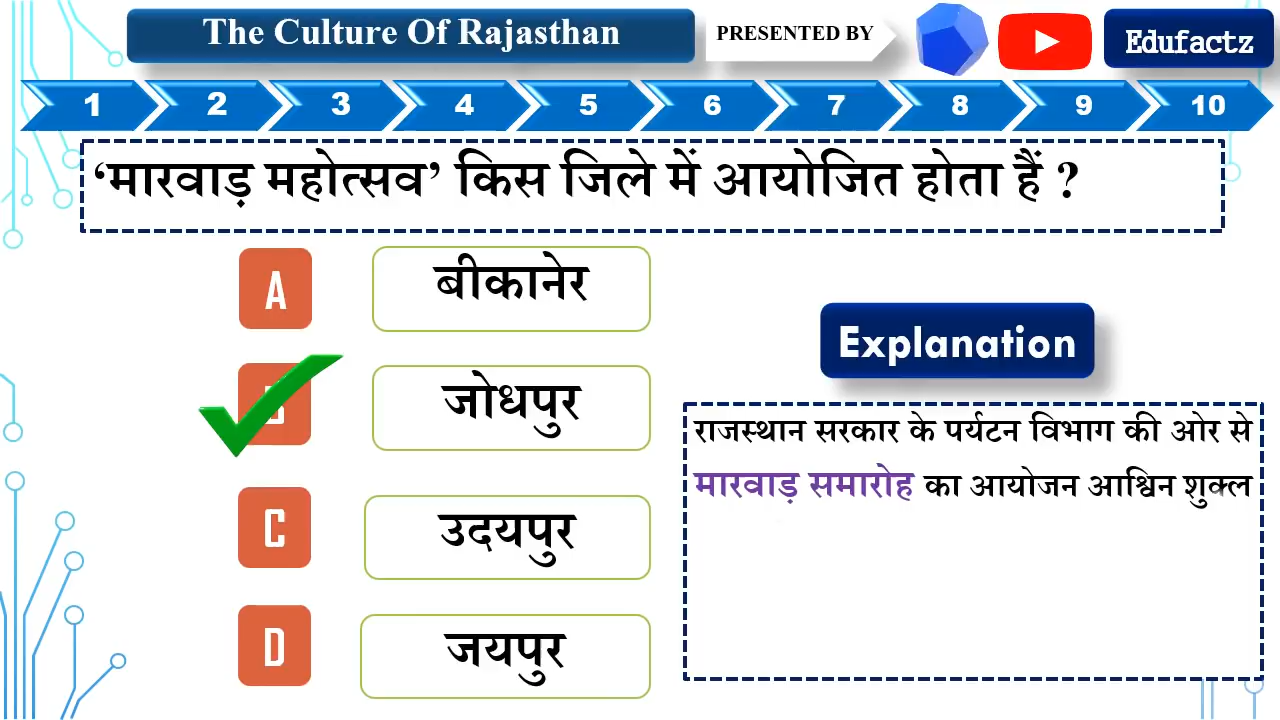 The Culture Of Rajasthan
PRESENTED BY
Edufactz
1 2 3 4 5 6 7 8 9 10
‘मारवाड़ महोत्सव’ किस जिले में आयोजित होता हैं ?
A बीकानेर
जोधपुर
C उदयपुर
D जयपुर
Explanation
राजस्थान सरकार के पर्यटन विभाग की ओर से
मारवाड़ समारोह का आयोजन आश्विन शुक्ल